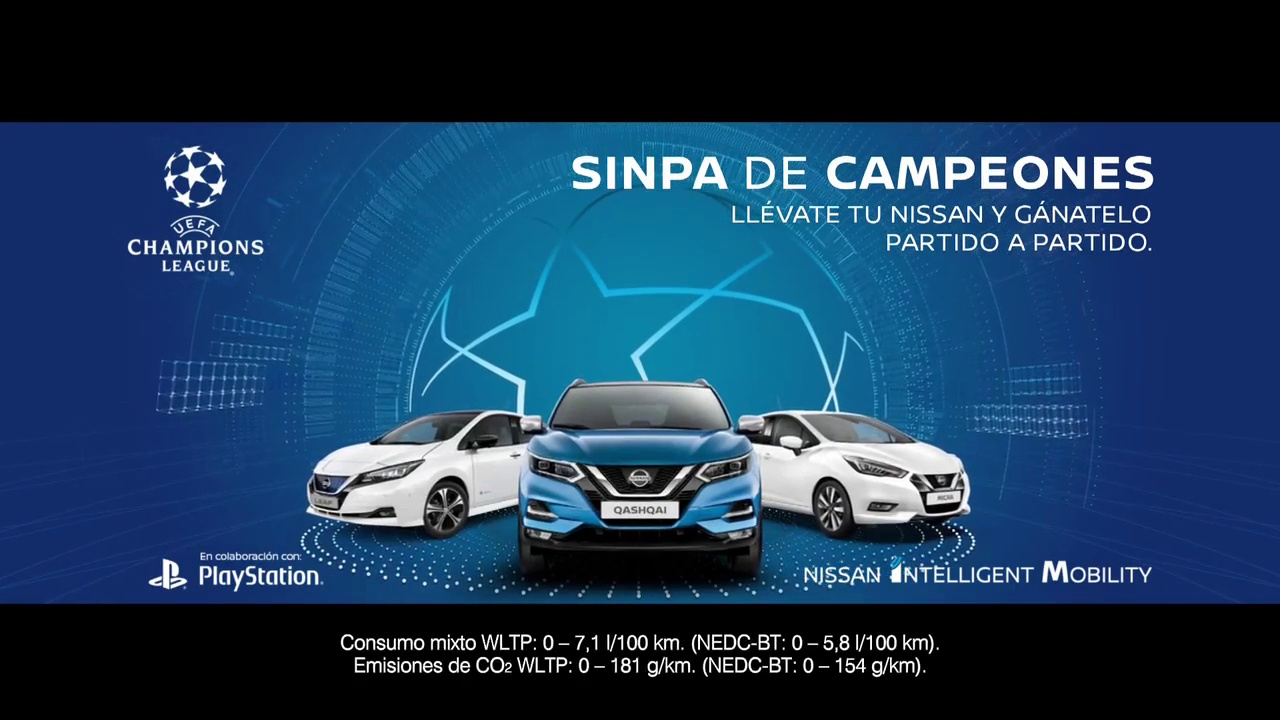 SINPA DE CAMPEONES
LLÉVATE TU NISSAN Y GÁNATELO
PARTIDO A PARTIDO.
UEFA
CHAMPIONS
LEAGUE®
LEAF
NISSAN
QASHQAI
MICRA
En colaboración con:
PlayStation®
NISSAN INTELLIGENT MOBILITY
Consumo mixto WLTP: 0 – 7,1 l/100 km. (NEDC-BT: 0 – 5,8 l/100 km).
Emisiones de CO2 WLTP: 0 – 181 g/km. (NEDC-BT: 0 – 154 g/km).